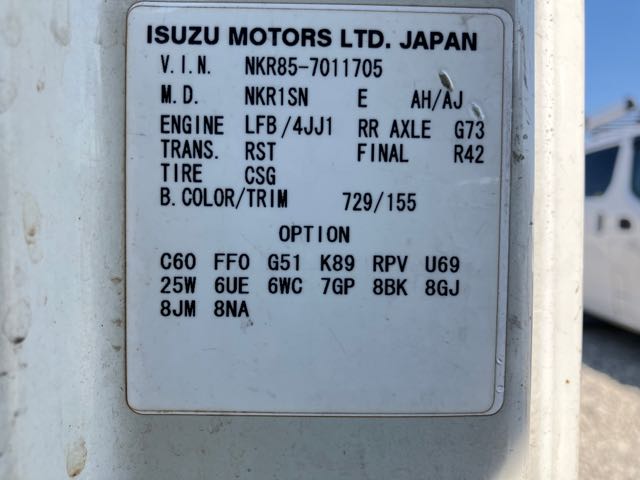 ISUZU MOTORS LTD. JAPAN
V.I.N. NKR85-7011705
M.D. NKR1SN E AH/AJ
ENGINE LFB/4JJ1 RR AXLE G73
TRANS. RST FINAL R42
TIRE CSG
B.COLOR/TRIM 729/155
OPTION
C60 FF0 G51 K89 RPV U69
25W 6UE 6WC 7GP 8BK 8GJ
8JM 8NA